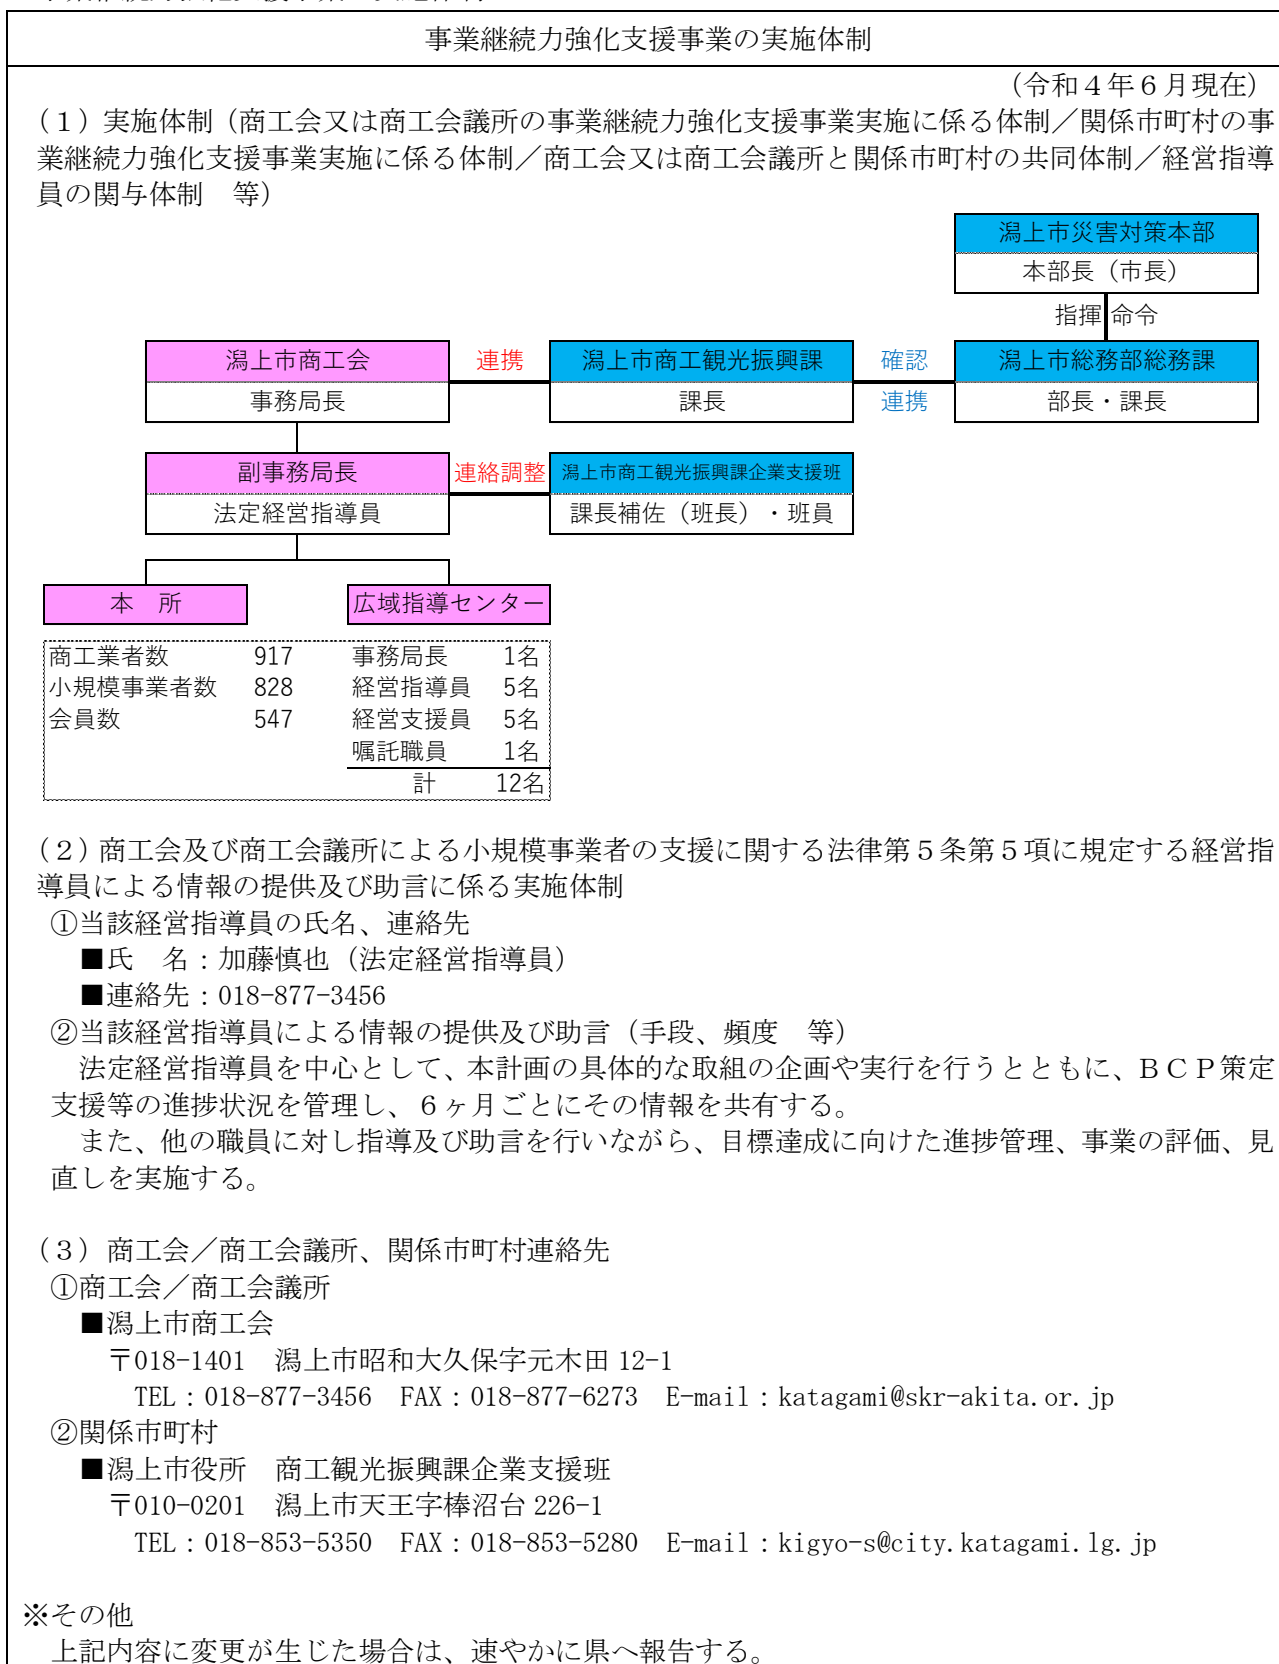 事業継続力強化支援事業の実施体制
（令和４年６月現在）
（１）実施体制（商工会又は商工会議所の事業継続力強化支援事業実施に係る体制／関係市町村の事
業継続力強化支援事業実施に係る体制／商工会又は商工会議所と関係市町村の共同体制／経営指導
員の関与体制　等）
潟上市災害対策本部
本部長（市長）
指揮命令
潟上市商工会 連携 潟上市商工観光振興課 確認 潟上市総務部総務課
事務局長 課長 連携 部長・課長
副事務局長 連絡調整 潟上市商工観光振興課企業支援班
法定経営指導員 課長補佐（班長）・班員
本　所 広域指導センター
商工業者数 917 事務局長 1名
小規模事業者数 828 経営指導員 5名
会員数 547 経営支援員 5名
嘱託職員 1名
計 12名
（２）商工会及び商工会議所による小規模事業者の支援に関する法律第５条第５項に規定する経営指
導員による情報の提供及び助言に係る実施体制
①当該経営指導員の氏名、連絡先
■氏　名：加藤慎也（法定経営指導員）
■連絡先：018-877-3456
②当該経営指導員による情報の提供及び助言（手段、頻度　等）
法定経営指導員を中心として、本計画の具体的な取組の企画や実行を行うとともに、ＢＣＰ策定
支援等の進捗状況を管理し、６ヶ月ごとにその情報を共有する。
また、他の職員に対し指導及び助言を行いながら、目標達成に向けた進捗管理、事業の評価、見
直しを実施する。
（３）商工会／商工会議所、関係市町村連絡先
①商工会／商工会議所
■潟上市商工会
〒018-1401　潟上市昭和大久保字元木田 12-1
TEL：018-877-3456　FAX：018-877-6273　E-mail：katagami@skr-akita.or.jp
②関係市町村
■潟上市役所　商工観光振興課企業支援班
〒010-0201　潟上市天王字棒沼台 226-1
TEL：018-853-5350　FAX：018-853-5280　E-mail：kigyo-s@city.katagami.lg.jp
※その他
上記内容に変更が生じた場合は、速やかに県へ報告する。